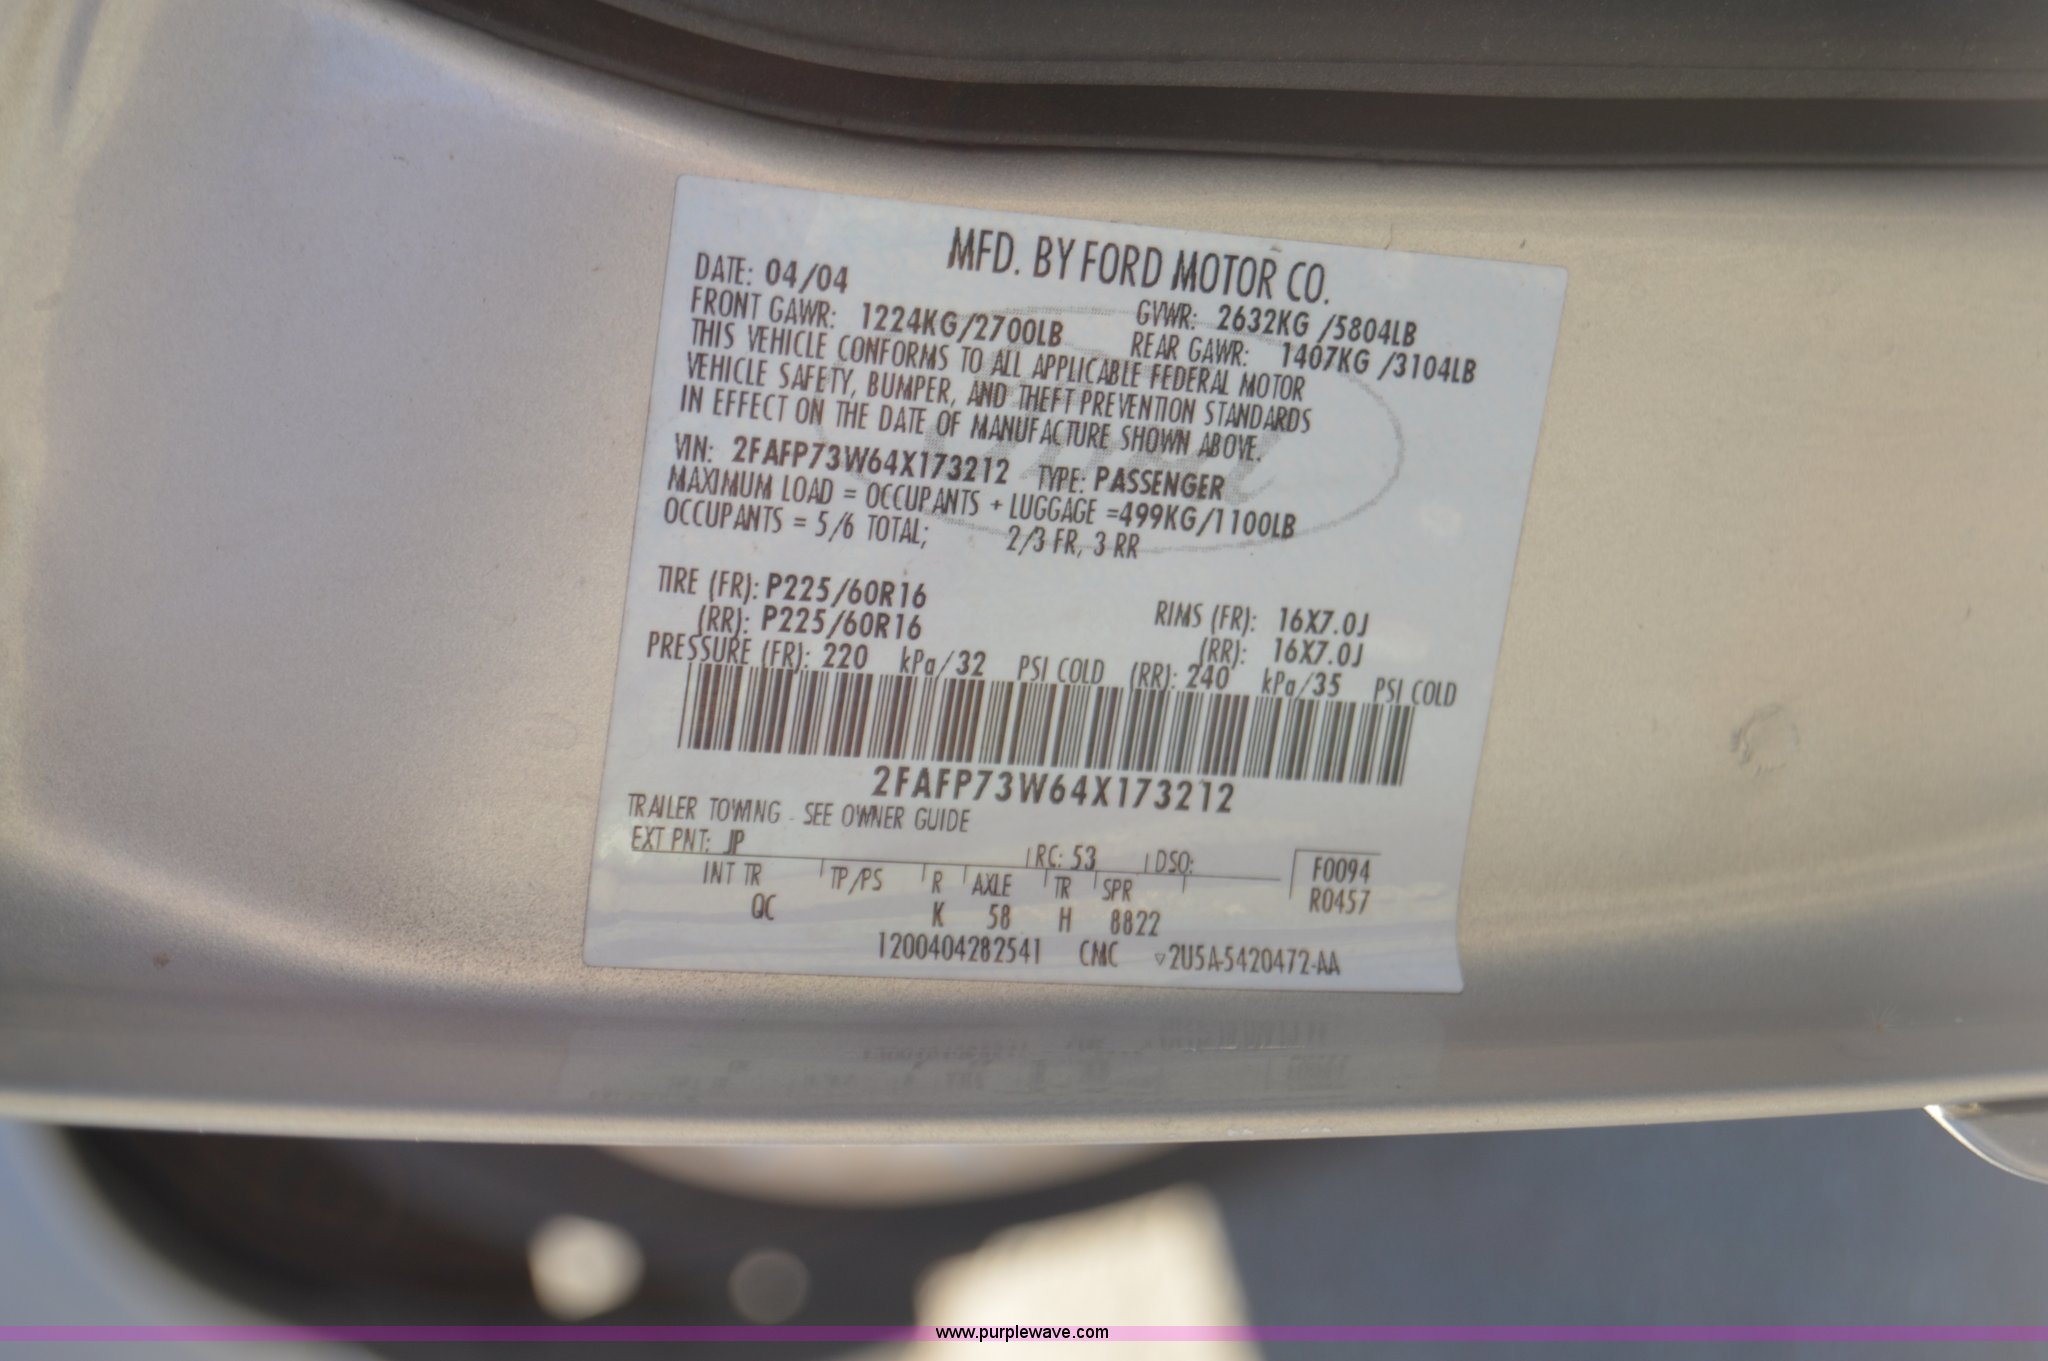 MFD. BY FORD MOTOR CO.
DATE: 04/04
GVWR: 2632KG /5804LB
FRONT GAWR: 1224KG/2700LB REAR GAWR: 1407KG /3104LB
THIS VEHICLE CONFORMS TO ALL APPLICABLE FEDERAL MOTOR
VEHICLE SAFETY, BUMPER, AND THEFT PREVENTION STANDARDS
IN EFFECT ON THE DATE OF MANUFACTURE SHOWN ABOVE.
VIN: 2FAFP73W64X173212 TYPE: PASSENGER
MAXIMUM LOAD = OCCUPANTS + LUGGAGE =499KG/1100LB
OCCUPANTS = 5/6 TOTAL; 2/3 FR, 3 RR
TIRE (FR): P225/60R16 RIMS (FR): 16X7.0J
(RR): P225/60R16 (RR): 16X7.0J
PRESSURE (FR): 220 kPa/32 PSI COLD (RR): 240 kPa/35 PSI COLD
2FAFP73W64X173212
TRAILER TOWING - SEE OWNER GUIDE
EXT PNT: JP RC: 53 DSO: F0094
INT TR TP/PS R AXLE TR SPR R0457
QC K 58 H 8822
1200404282541 CMC ▽2U5A-5420472-AA
www.purplewave.com